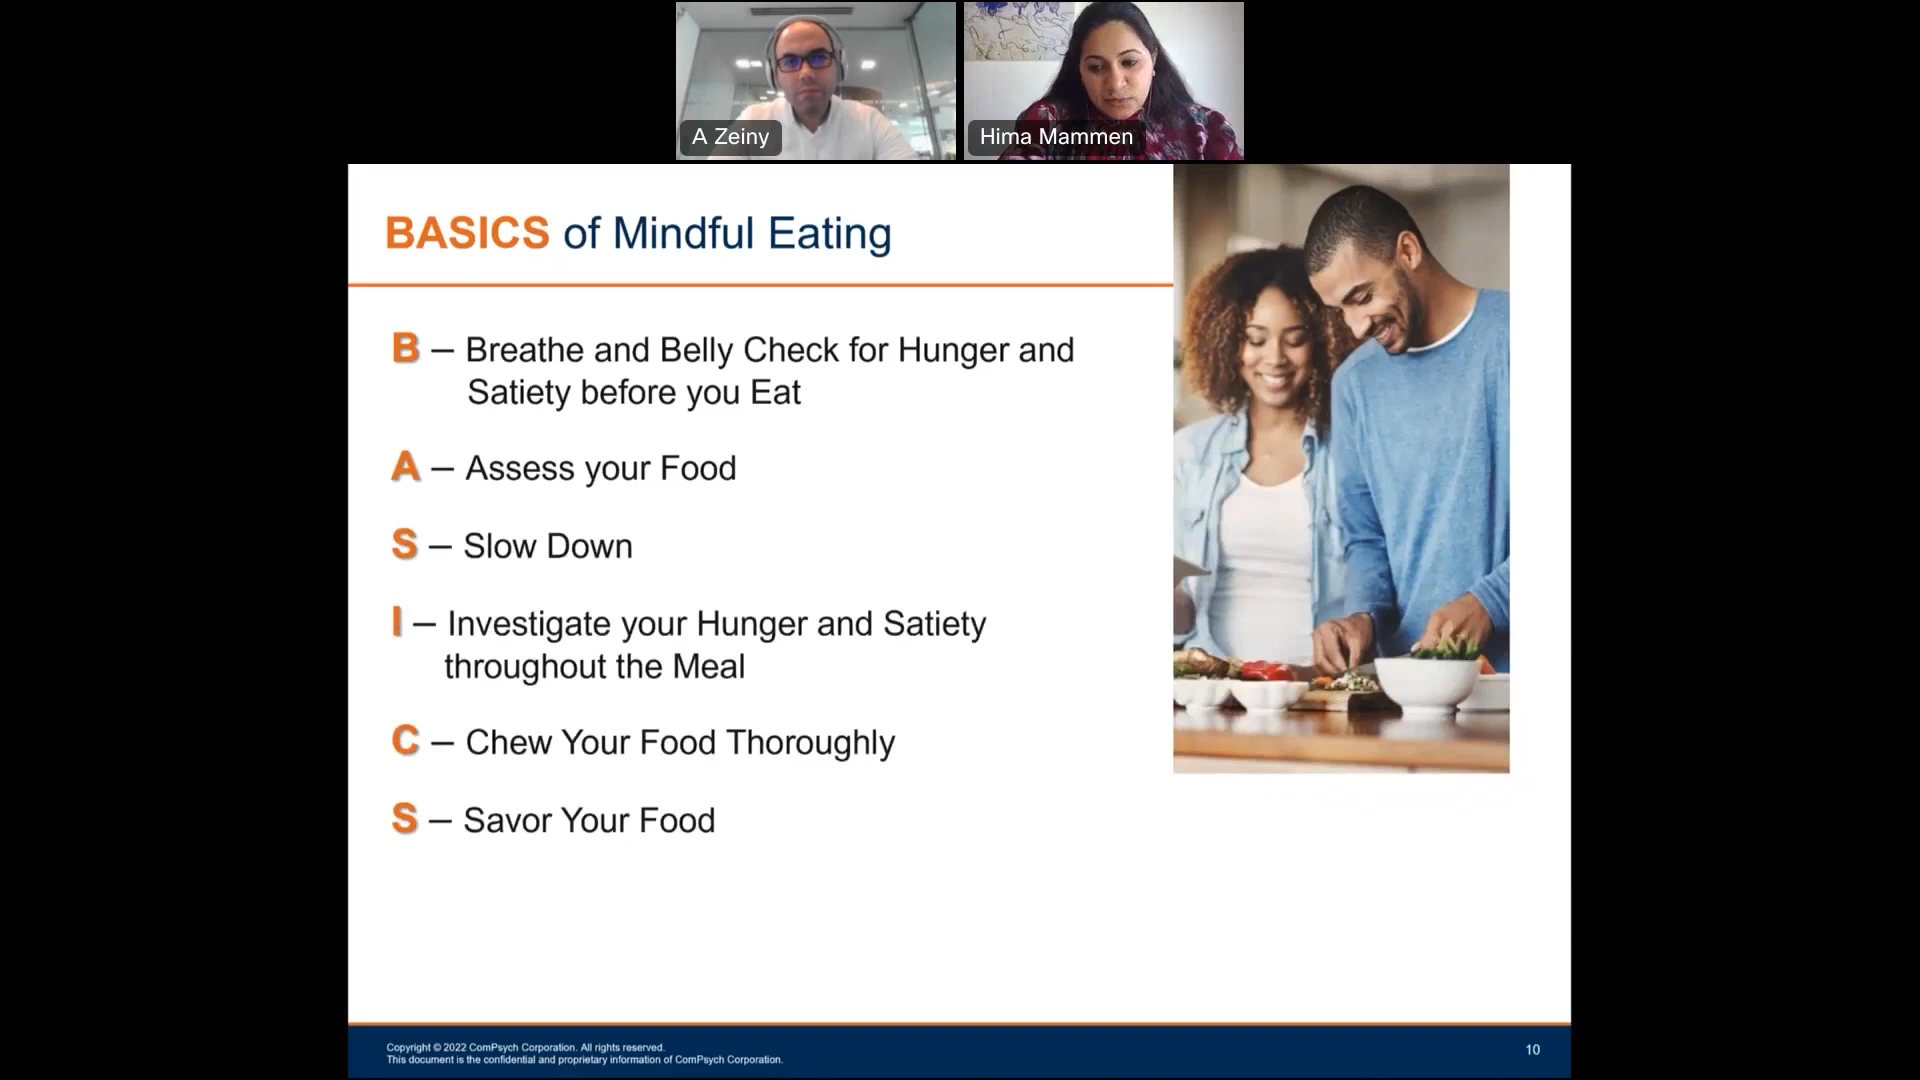 A Zeiny
Hima Mammen
BASICS of Mindful Eating
B – Breathe and Belly Check for Hunger and
Satiety before you Eat
A – Assess your Food
S – Slow Down
I – Investigate your Hunger and Satiety
throughout the Meal
C – Chew Your Food Thoroughly
S – Savor Your Food
Copyright © 2022 ComPsych Corporation. All rights reserved.
This document is the confidential and proprietary information of ComPsych Corporation.
10